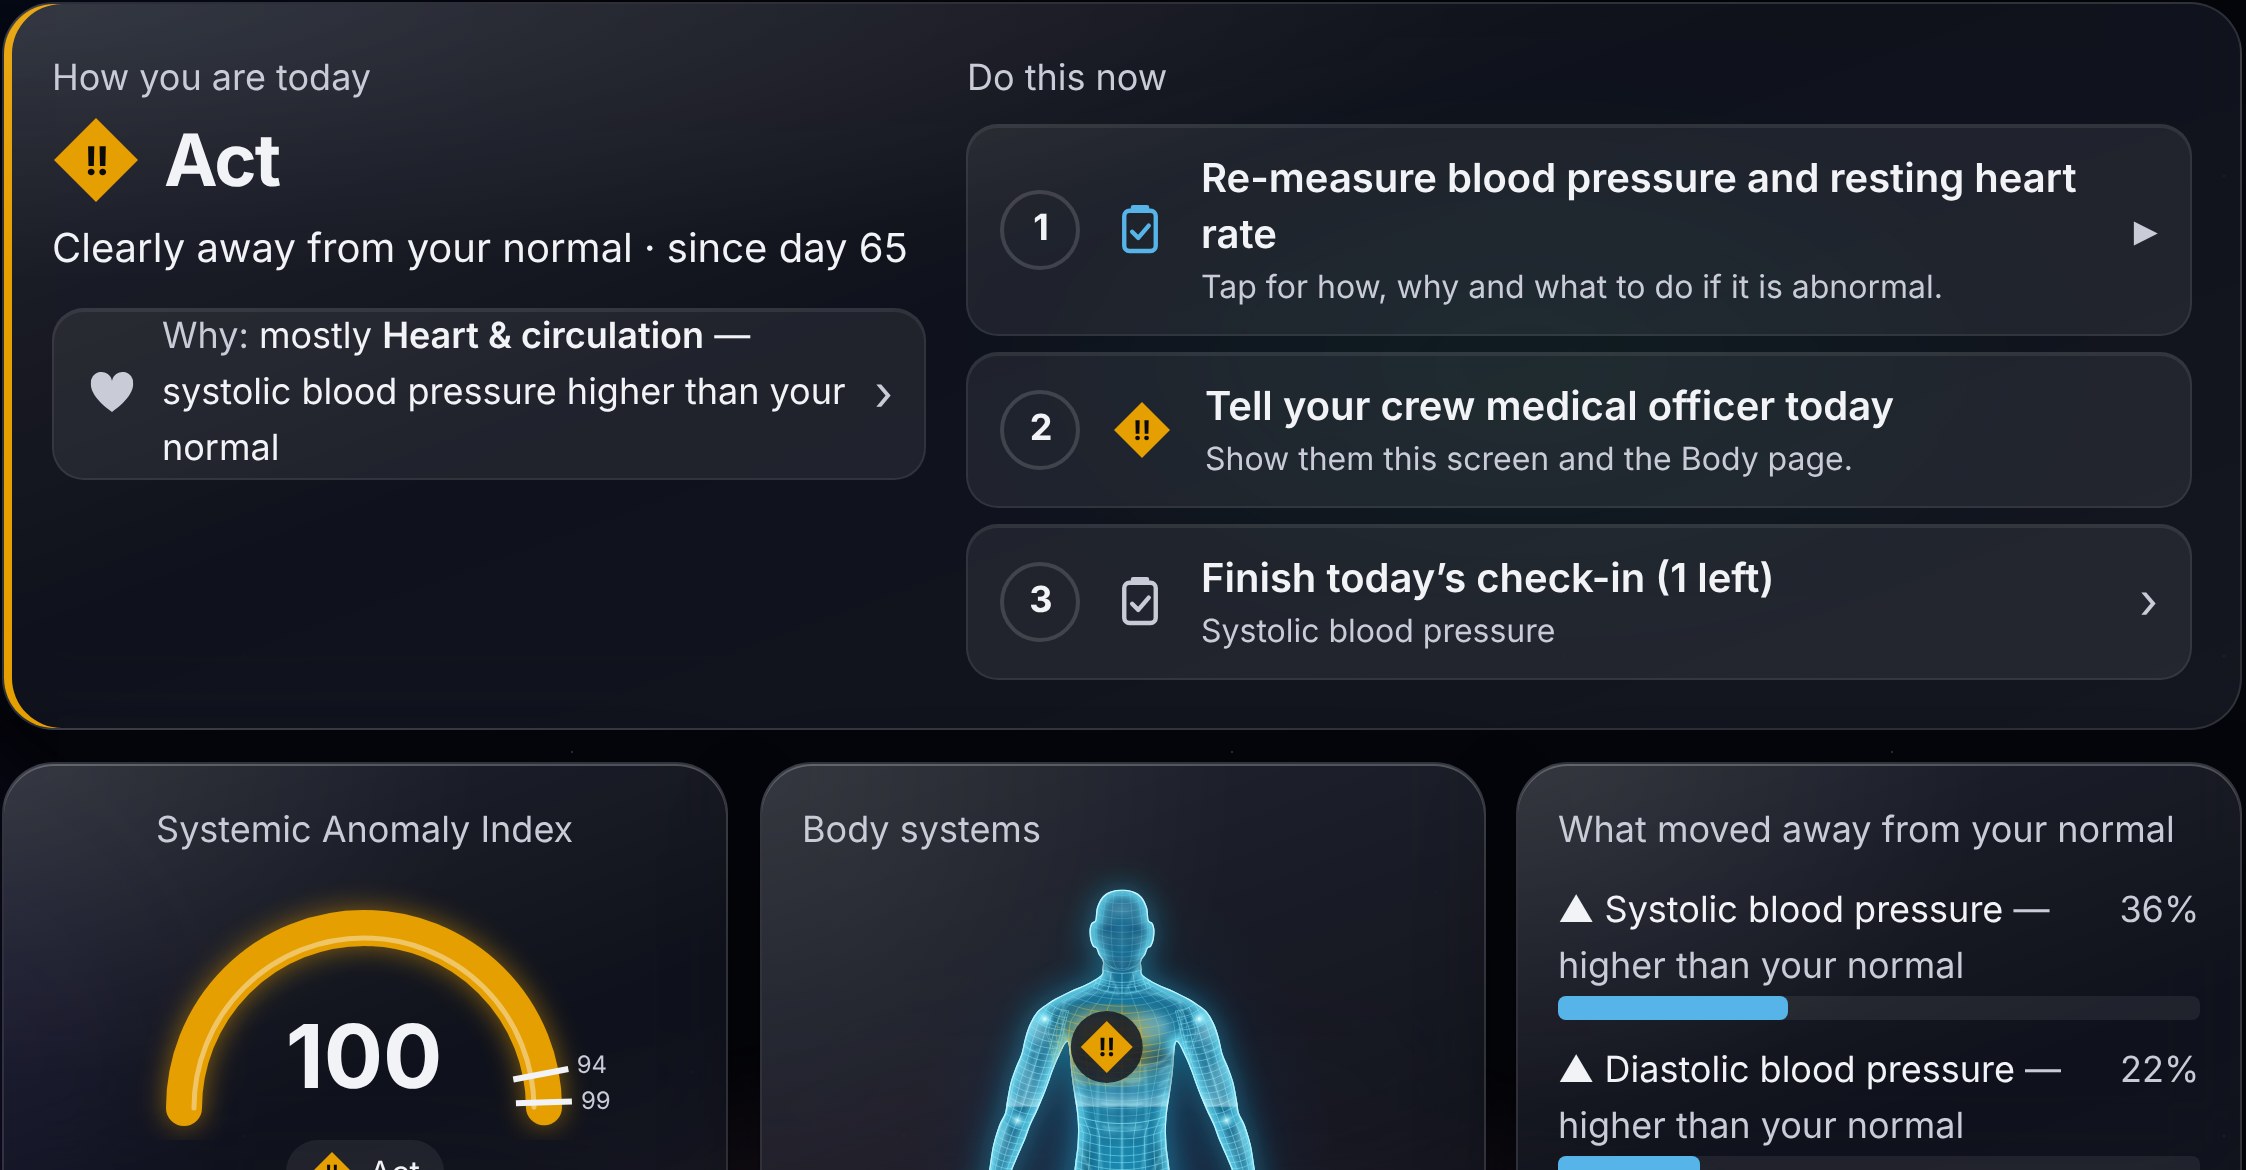 How you are today
!! Act
Clearly away from your normal · since day 65
Why: mostly Heart & circulation —
systolic blood pressure higher than your
normal
Do this now
1
Re-measure blood pressure and resting heart
rate
Tap for how, why and what to do if it is abnormal.
2
!!
Tell your crew medical officer today
Show them this screen and the Body page.
3
Finish today’s check-in (1 left)
Systolic blood pressure
Systemic Anomaly Index
100
94
99
!! Act
Body systems
!!
What moved away from your normal
▲ Systolic blood pressure — 36%
higher than your normal
▲ Diastolic blood pressure — 22%
higher than your normal